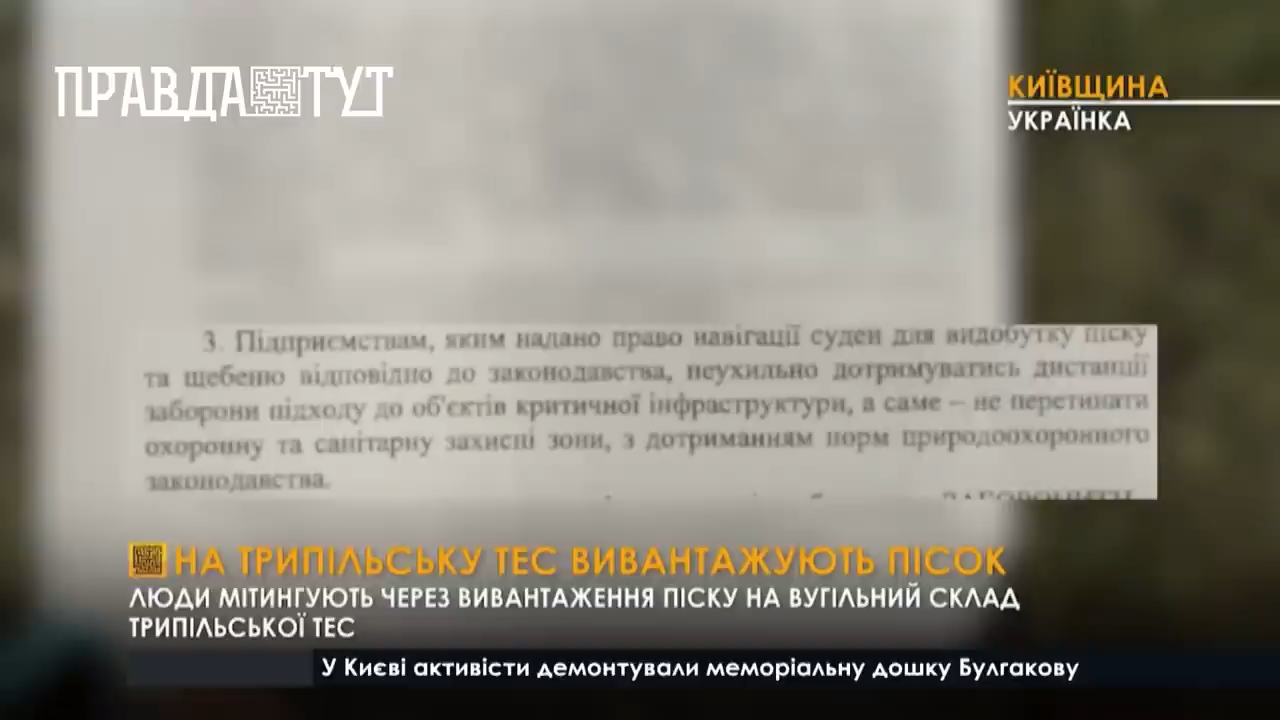 ПРАВДА ТУТ
КИЇВЩИНА
УКРАЇНКА
3. Підприємствам, яким надано право навігації суден для видобутку піску
та щебеню відповідно до законодавства, неухильно дотримуватись дистанції
заборони підходу до об'єктів критичної інфраструктури, а саме – не перетинати
охоронну та санітарну захисні зони, з дотриманням норм природоохоронного
законодавства.
НА ТРИПІЛЬСЬКУ ТЕС ВИВАНТАЖУЮТЬ ПІСОК
ЛЮДИ МІТИНГУЮТЬ ЧЕРЕЗ ВИВАНТАЖЕННЯ ПІСКУ НА ВУГІЛЬНИЙ СКЛАД
ТРИПІЛЬСЬКОЇ ТЕС
У Києві активісти демонтували меморіальну дошку Булгакову